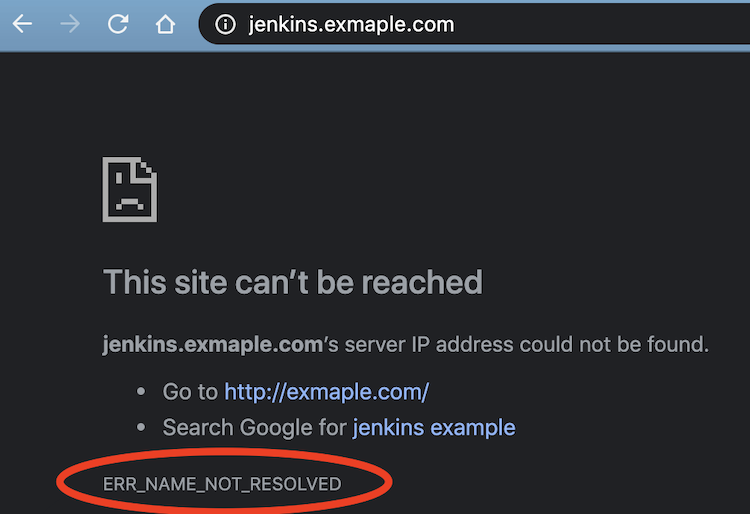 jenkins.exmaple.com
This site can’t be reached
jenkins.exmaple.com’s server IP address could not be found.
• Go to http://exmaple.com/
• Search Google for jenkins example
ERR_NAME_NOT_RESOLVED